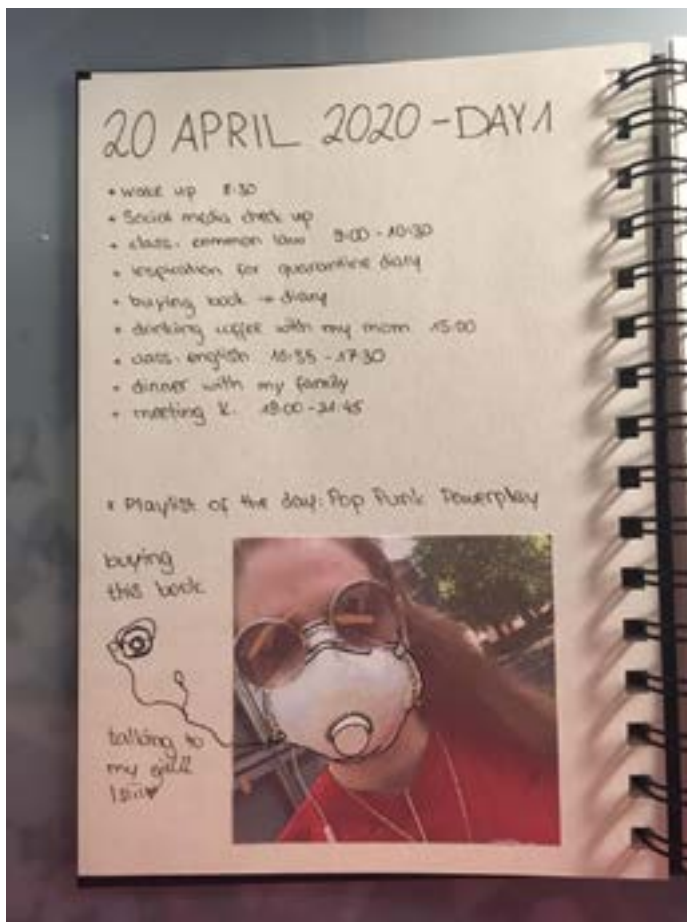 20 APRIL 2020 - DAY 1
• wake up 8:30
• Social media check up
• class: common law 9:00 - 10:30
• inspiration for quarantine diary
• buying book → diary
• drinking coffee with my mom 15:00
• class: english 16:55 - 17:30
• dinner with my family
• meeting K. 19:00 - 21:45
* Playlist of the day: Pop Punk Powerplay
buying
this book
talking to
my